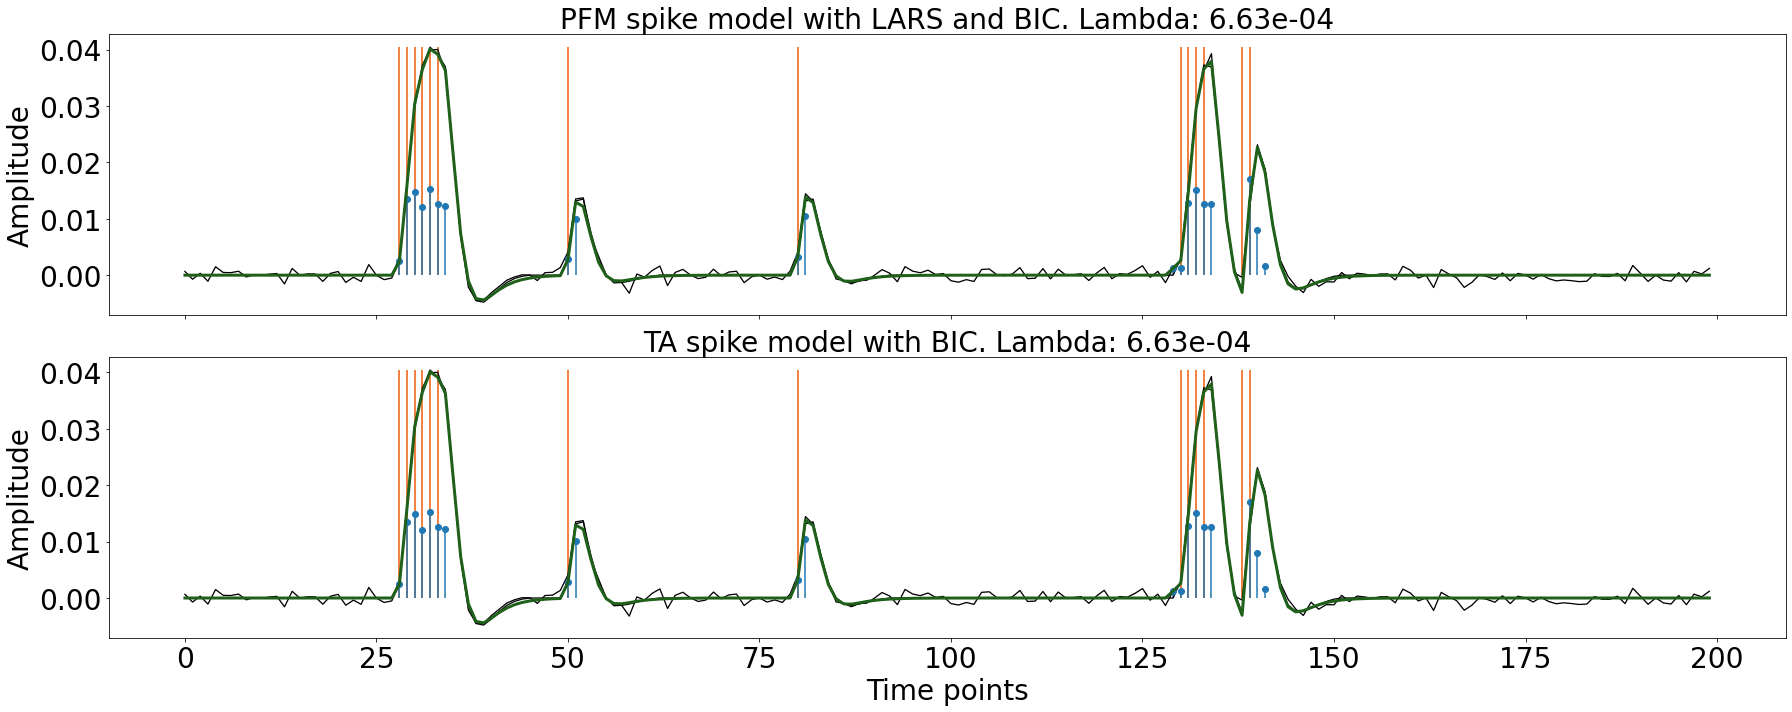 PFM spike model with LARS and BIC. Lambda: 6.63e-04
Amplitude
0.04
0.03
0.02
0.01
0.00
TA spike model with BIC. Lambda: 6.63e-04
Amplitude
0.04
0.03
0.02
0.01
0.00
0 25 50 75 100 125 150 175 200
Time points